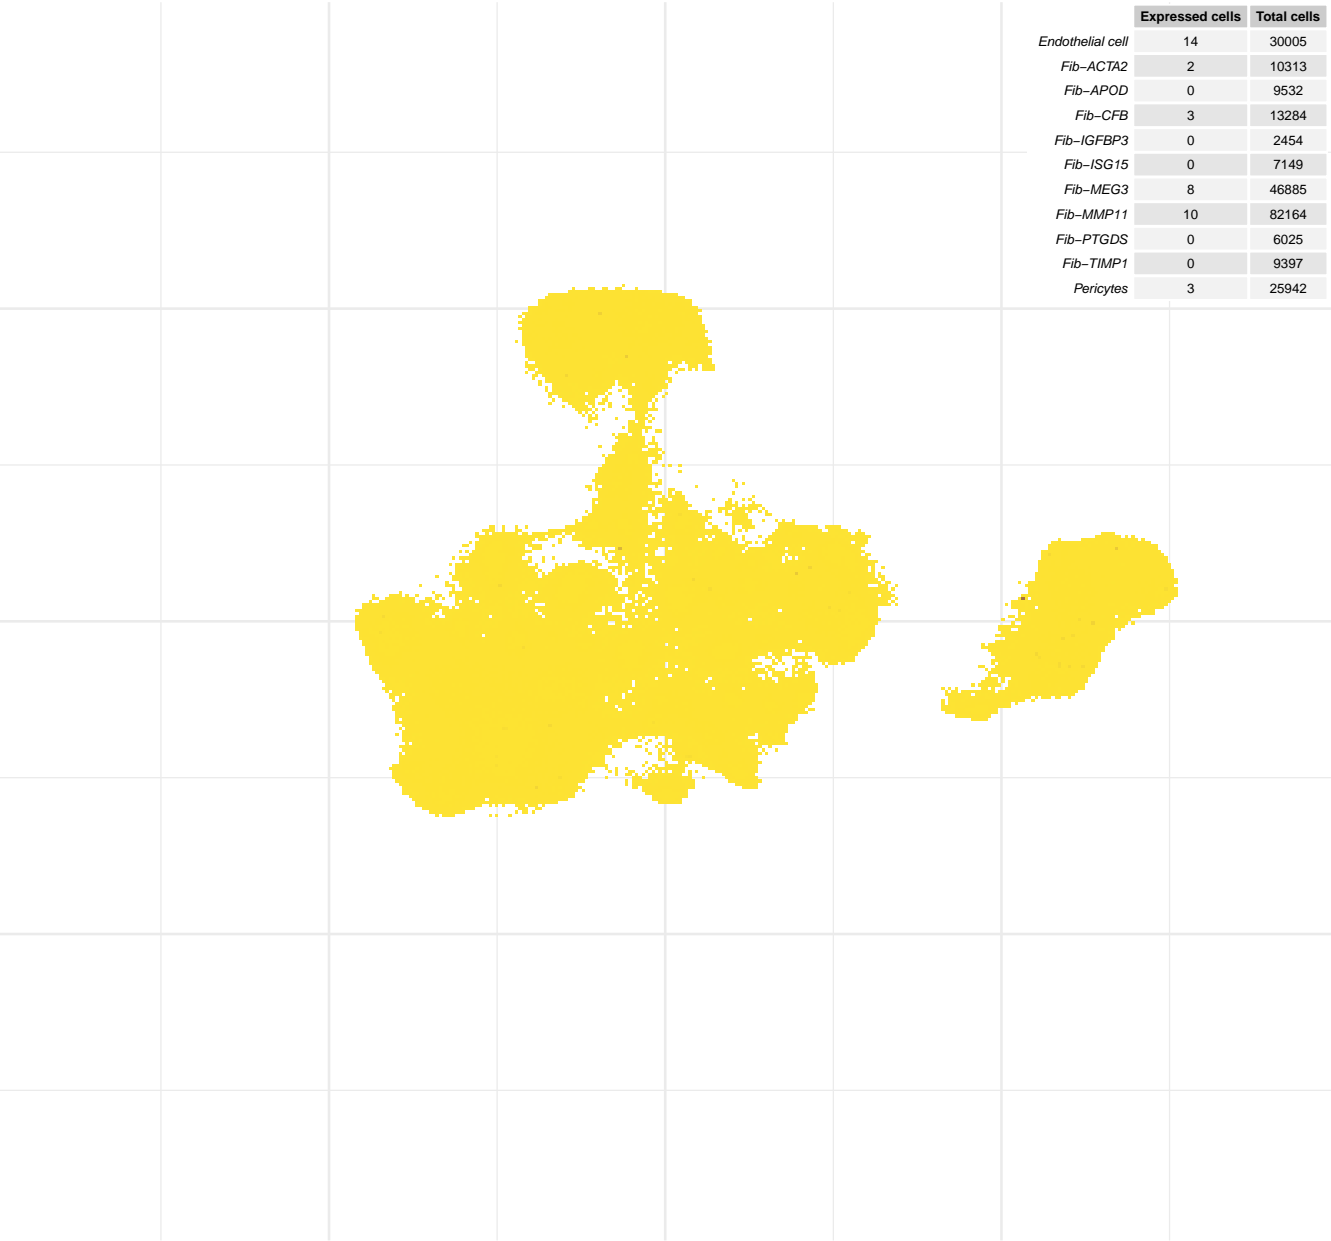 Expressed cells Total cells
Endothelial cell 14 30005
Fib−ACTA2 2 10313
Fib−APOD 0 9532
Fib−CFB 3 13284
Fib−IGFBP3 0 2454
Fib−ISG15 0 7149
Fib−MEG3 8 46885
Fib−MMP11 10 82164
Fib−PTGDS 0 6025
Fib−TIMP1 0 9397
Pericytes 3 25942